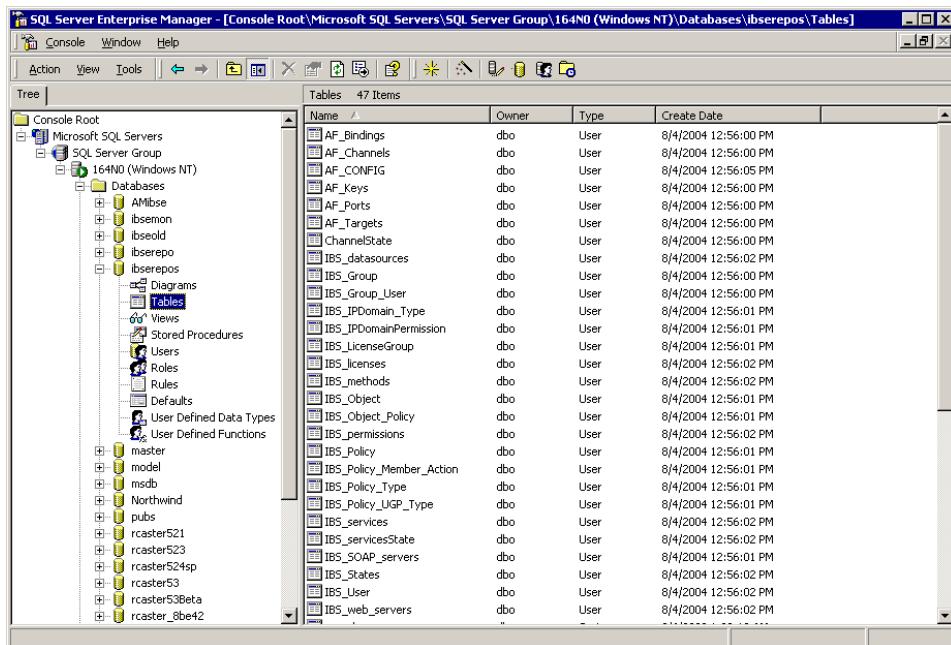 SQL Server Enterprise Manager - [Console Root\Microsoft SQL Servers\SQL Server Group\164N0 (Windows NT)\Databases\ibserepos\Tables]
Console Window Help
Action View Tools
Tree
Tables 47 Items
Console Root
Microsoft SQL Servers
SQL Server Group
164N0 (Windows NT)
Databases
AMibse
ibsemon
ibseold
ibserepo
ibserepos
Diagrams
Tables
Views
Stored Procedures
Users
Roles
Rules
Defaults
User Defined Data Types
User Defined Functions
master
model
msdb
Northwind
pubs
rcaster521
rcaster523
rcaster524sp
rcaster53
rcaster53Beta
rcaster_8be42
Name Owner Type Create Date
AF_Bindings dbo User 8/4/2004 12:56:00 PM
AF_Channels dbo User 8/4/2004 12:56:00 PM
AF_CONFIG dbo User 8/4/2004 12:56:05 PM
AF_Keys dbo User 8/4/2004 12:56:00 PM
AF_Ports dbo User 8/4/2004 12:56:00 PM
AF_Targets dbo User 8/4/2004 12:56:00 PM
ChannelState dbo User 8/4/2004 12:56:00 PM
IBS_datasources dbo User 8/4/2004 12:56:02 PM
IBS_Group dbo User 8/4/2004 12:56:00 PM
IBS_Group_User dbo User 8/4/2004 12:56:00 PM
IBS_IPDomain_Type dbo User 8/4/2004 12:56:01 PM
IBS_IPDomainPermission dbo User 8/4/2004 12:56:01 PM
IBS_LicenseGroup dbo User 8/4/2004 12:56:01 PM
IBS_licenses dbo User 8/4/2004 12:56:02 PM
IBS_methods dbo User 8/4/2004 12:56:02 PM
IBS_Object dbo User 8/4/2004 12:56:01 PM
IBS_Object_Policy dbo User 8/4/2004 12:56:01 PM
IBS_permissions dbo User 8/4/2004 12:56:02 PM
IBS_Policy dbo User 8/4/2004 12:56:01 PM
IBS_Policy_Member_Action dbo User 8/4/2004 12:56:01 PM
IBS_Policy_Type dbo User 8/4/2004 12:56:01 PM
IBS_Policy_UGP_Type dbo User 8/4/2004 12:56:01 PM
IBS_services dbo User 8/4/2004 12:56:02 PM
IBS_servicesState dbo User 8/4/2004 12:56:02 PM
IBS_SOAP_servers dbo User 8/4/2004 12:56:01 PM
IBS_States dbo User 8/4/2004 12:56:02 PM
IBS_User dbo User 8/4/2004 12:56:00 PM
IBS_web_servers dbo User 8/4/2004 12:56:02 PM